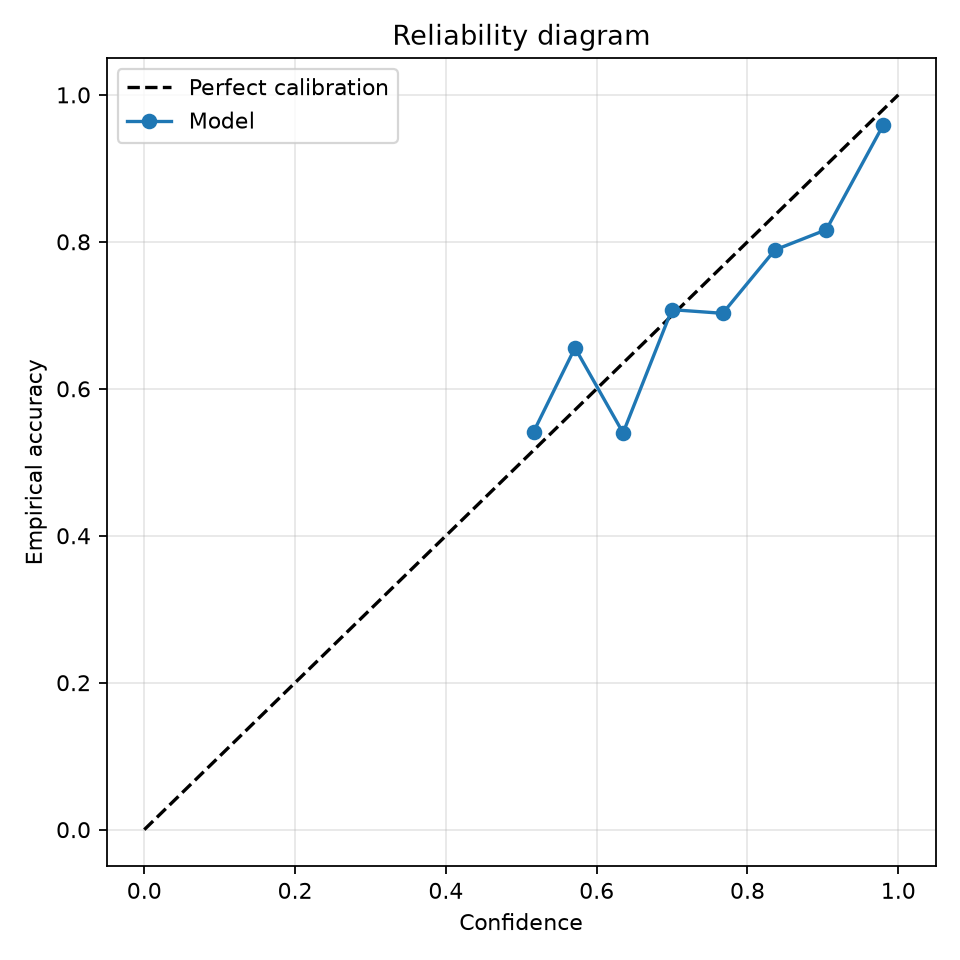 Reliability diagram
Perfect calibration
Model
1.0
0.8
0.6
0.4
0.2
0.0
Empirical accuracy
0.0 0.2 0.4 0.6 0.8 1.0
Confidence